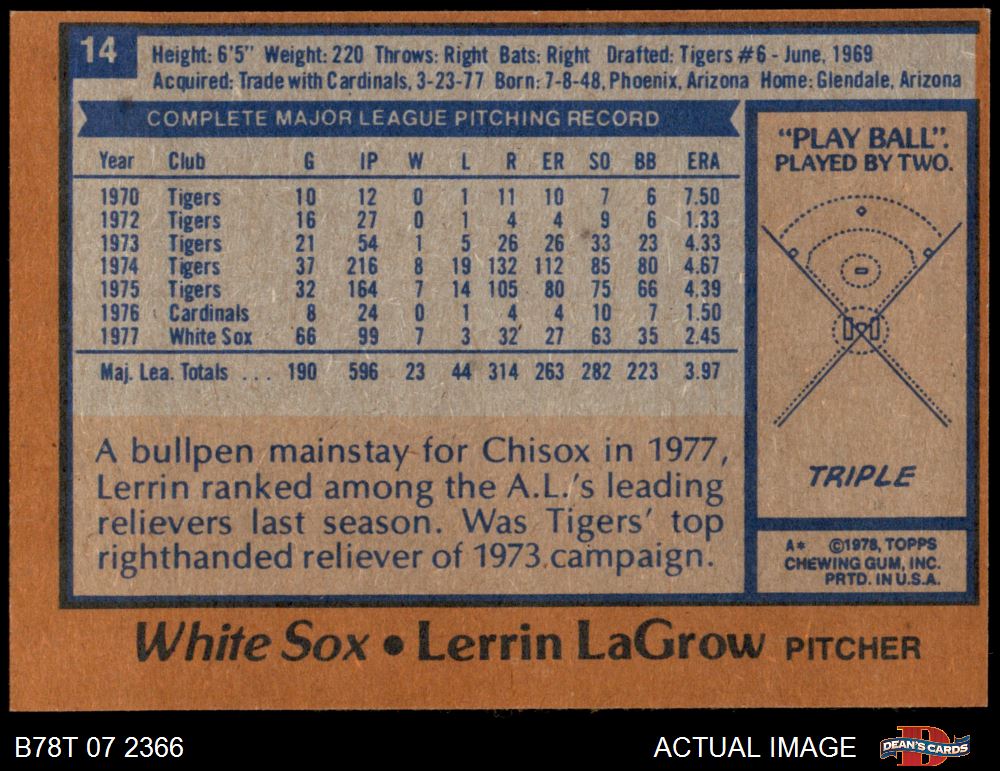 14
Height: 6'5" Weight: 220 Throws: Right Bats: Right Drafted: Tigers #6 - June, 1969
Acquired: Trade with Cardinals, 3-23-77 Born: 7-8-48, Phoenix, Arizona Home: Glendale, Arizona
COMPLETE MAJOR LEAGUE PITCHING RECORD
Year Club G IP W L R ER SO BB ERA
1970 Tigers 10 12 0 1 11 10 7 6 7.50
1972 Tigers 16 27 0 1 4 4 9 6 1.33
1973 Tigers 21 54 1 5 26 26 33 23 4.33
1974 Tigers 37 216 8 19 132 112 85 80 4.67
1975 Tigers 32 164 7 14 105 80 75 66 4.39
1976 Cardinals 8 24 0 1 4 4 10 7 1.50
1977 White Sox 66 99 7 3 32 27 63 35 2.45
Maj. Lea. Totals ... 190 596 23 44 314 263 282 223 3.97
A bullpen mainstay for Chisox in 1977,
Lerrin ranked among the A.L.'s leading
relievers last season. Was Tigers' top
righthanded reliever of 1973 campaign.
"PLAY BALL".
PLAYED BY TWO.
TRIPLE
A* ©1978, TOPPS
CHEWING GUM, INC.
PRTD. IN U.S.A.
White Sox • Lerrin LaGrow PITCHER
B78T 07 2366
ACTUAL IMAGE
DEAN'S CARDS